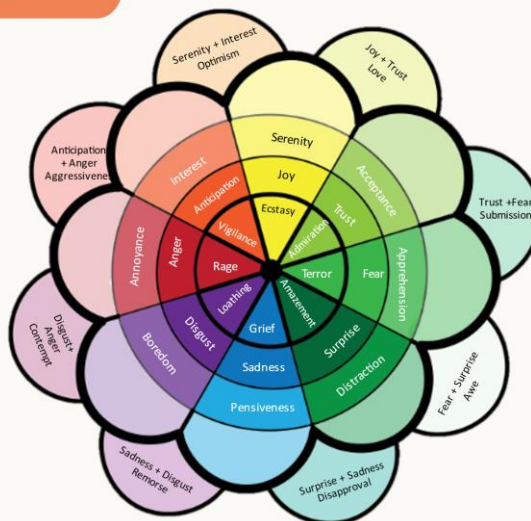 Serenity + Interest
Optimism
Joy + Trust
Love
Anticipation
+ Anger
Aggressivenes
Trust +Fear
Submission
Disgust+
Anger
Contempt
Fear + Surprise
Awe
Sadness + Disgust
Remorse
Surprise + Sadness
Disapproval
Serenity
Joy
Ecstasy
Acceptance
Trust
Admiration
Apprehension
Fear
Terror
Distraction
Surprise
Amazement
Pensiveness
Sadness
Grief
Boredom
Disgust
Loathing
Annoyance
Anger
Rage
Interest
Anticipation
Vigilance